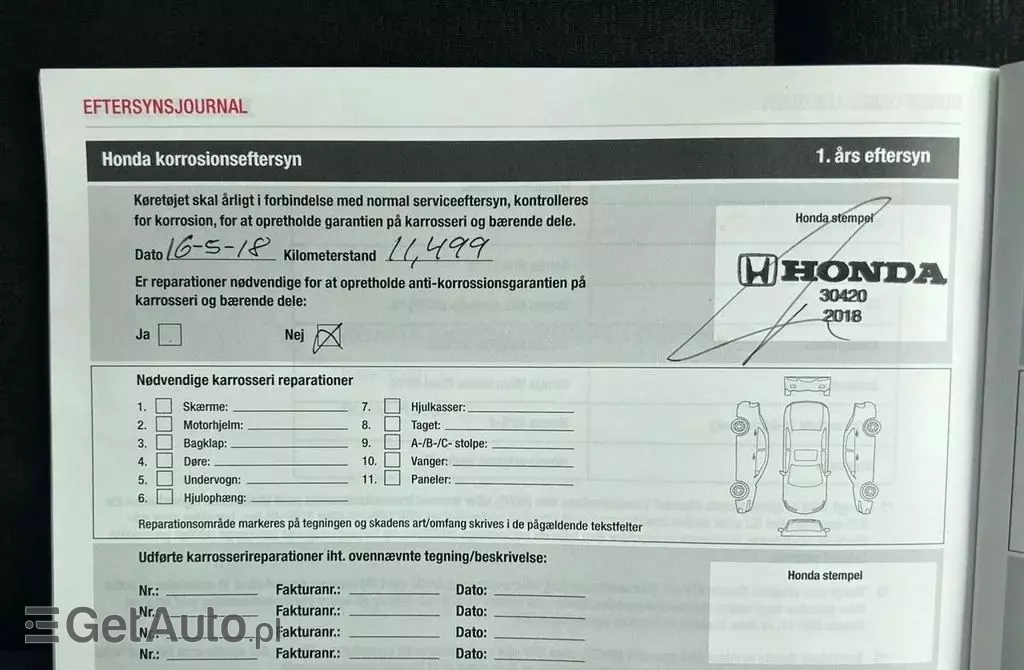 EFTERSYNSJOURNAL
Honda korrosionseftersyn
1. års eftersyn
Køretøjet skal årligt i forbindelse med normal serviceeftersyn, kontrolleres
for korrosion, for at opretholde garantien på karrosseri og bærende dele.
Honda stempel
Dato 16-5-18 Kilometerstand 11,499
HONDA
30420
2018
Er reparationer nødvendige for at opretholde anti-korrossionsgarantien på
karrosseri og bærende dele:
Ja Nej
Nødvendige karrosseri reparationer
1. Skærme: 7. Hjulkasser:
2. Motorhjelm: 8. Taget:
3. Bagklap: 9. A-/B-/C- stolpe:
4. Døre: 10. Vanger:
5. Undervogn: 11. Paneler:
6. Hjulophæng:
Reparationsområde markeres på tegningen og skadens art/omfang skrives i de pågældende tekstfelter
Udførte karrosserireparationer iht. ovennævnte tegning/beskrivelse:
Honda stempel
Nr.: Fakturanr.: Dato:
Nr.: Fakturanr.: Dato:
Nr.: Fakturanr.: Dato:
Nr.: Fakturanr.: Dato:
GetAuto.pl